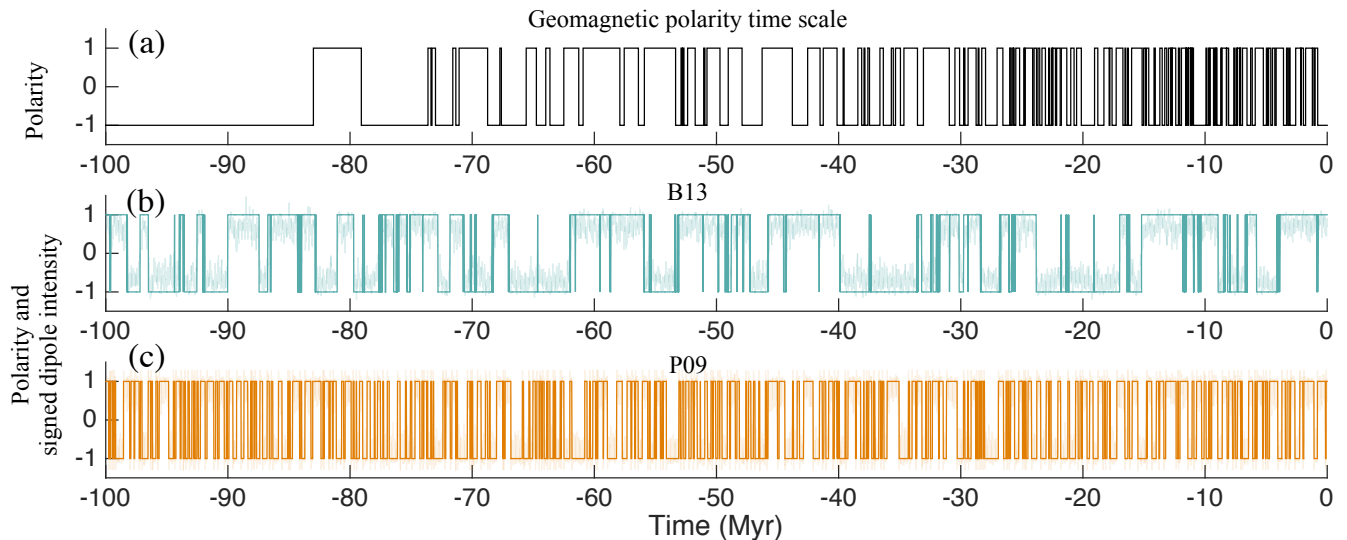 Geomagnetic polarity time scale
(a)
Polarity
1
0
-1
-100 -90 -80 -70 -60 -50 -40 -30 -20 -10 0
B13
(b)
Polarity and
signed dipole intensity
1
0
-1
-100 -90 -80 -70 -60 -50 -40 -30 -20 -10 0
P09
(c)
1
0
-1
-100 -90 -80 -70 -60 -50 -40 -30 -20 -10 0
Time (Myr)